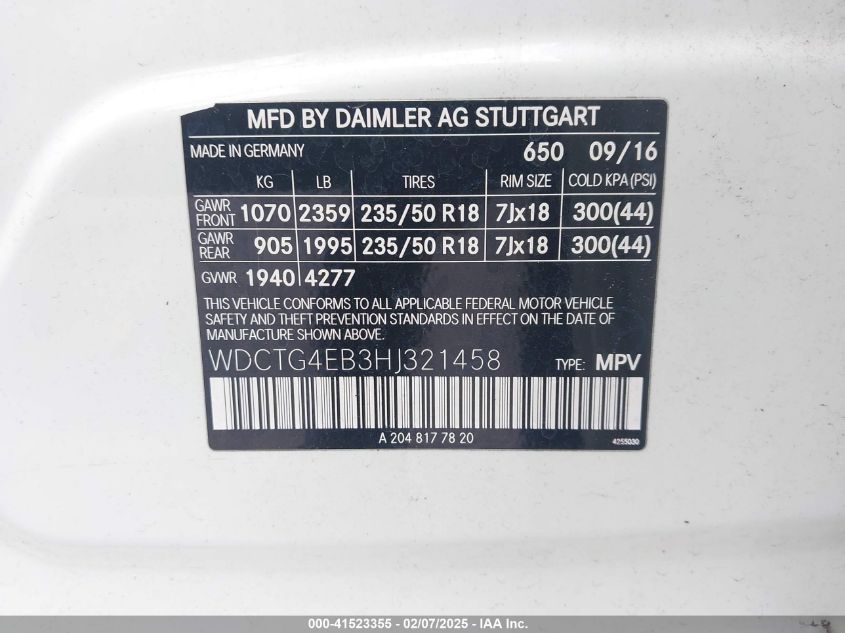 MFD BY DAIMLER AG STUTTGART
MADE IN GERMANY 650 09/16
KG LB TIRES RIM SIZE COLD KPA (PSI)
GAWR FRONT 1070 2359 235/50 R18 7Jx18 300(44)
GAWR REAR 905 1995 235/50 R18 7Jx18 300(44)
GVWR 1940 4277
THIS VEHICLE CONFORMS TO ALL APPLICABLE FEDERAL MOTOR VEHICLE
SAFETY AND THEFT PREVENTION STANDARDS IN EFFECT ON THE DATE OF
MANUFACTURE SHOWN ABOVE.
WDCTG4EB3HJ321458 TYPE: MPV
A 204 817 78 20 4255030
000-41523355 - 02/07/2025 - IAA Inc.